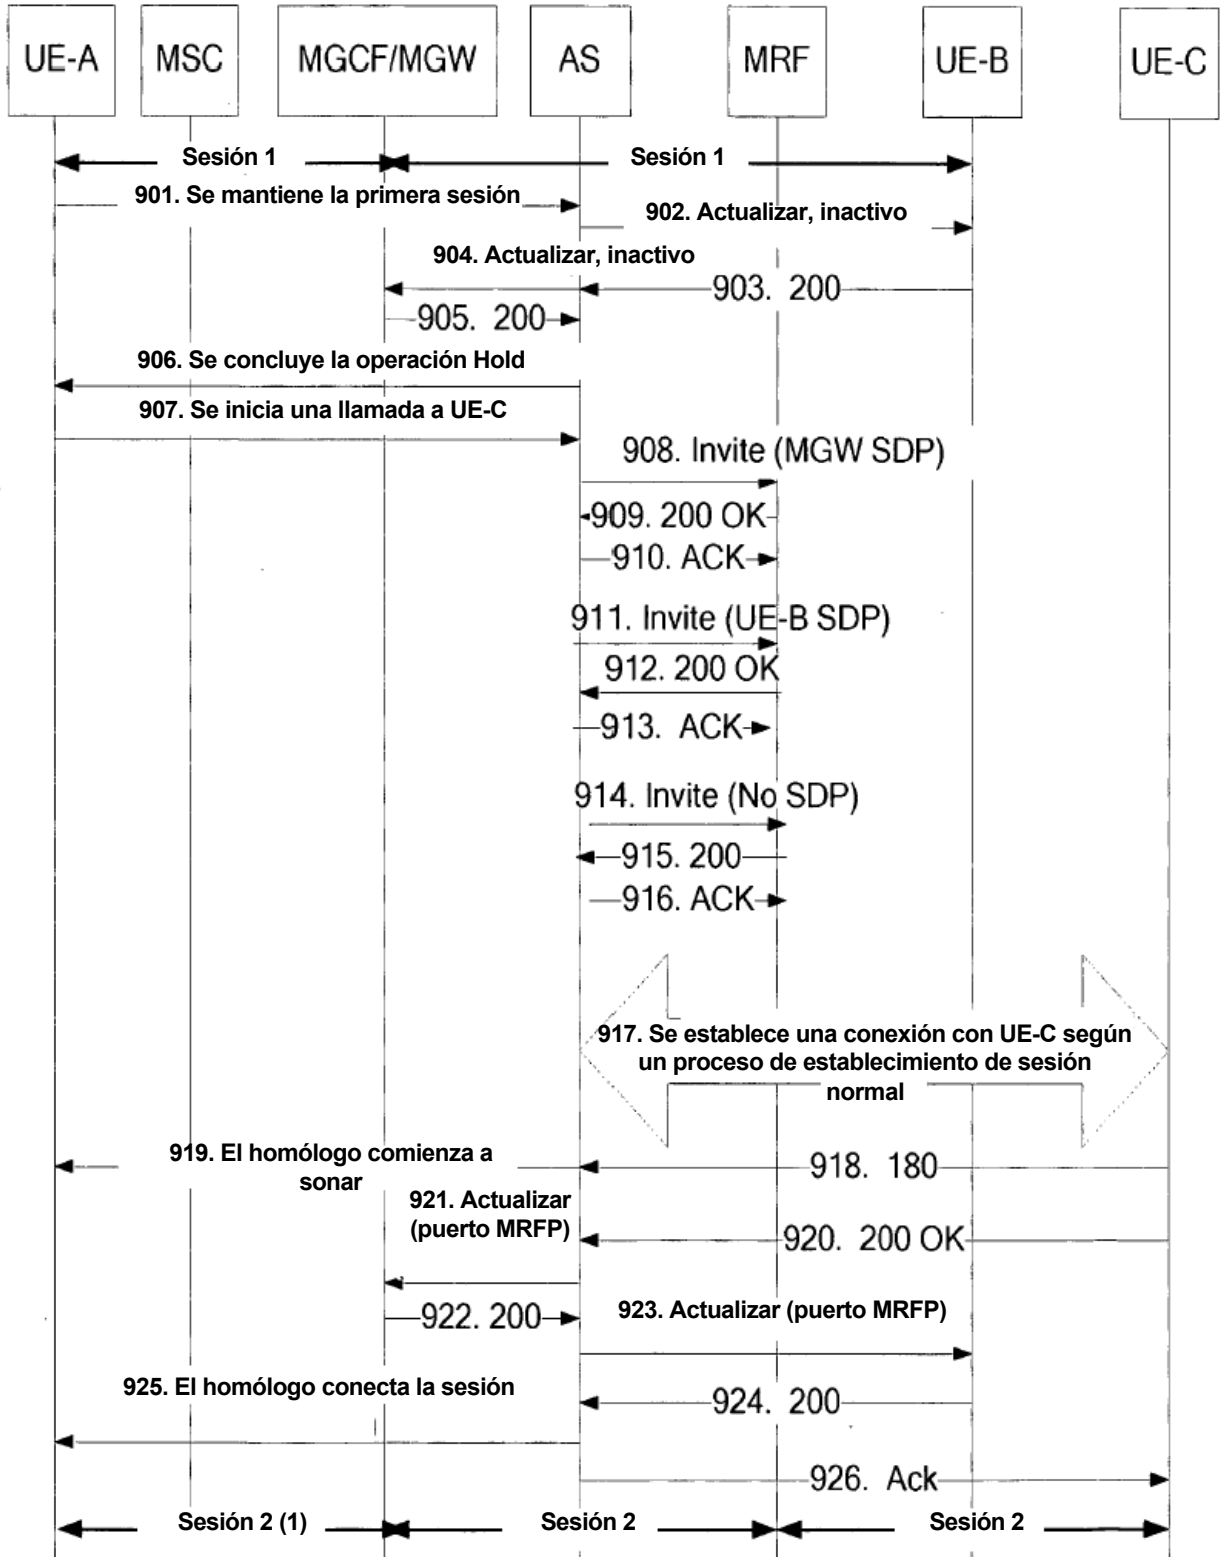 UE-A
MSC
MGCF/MGW
AS
MRF
UE-B
UE-C
Sesión 1
Sesión 1
901. Se mantiene la primera sesión
902. Actualizar, inactivo
904. Actualizar, inactivo
903. 200
905. 200
906. Se concluye la operación Hold
907. Se inicia una llamada a UE-C
908. Invite (MGW SDP)
909. 200 OK
910. ACK
911. Invite (UE-B SDP)
912. 200 OK
913. ACK
914. Invite (No SDP)
915. 200
916. ACK
917. Se establece una conexión con UE-C según
un proceso de establecimiento de sesión
normal
919. El homólogo comienza a
sonar
918. 180
921. Actualizar
(puerto MRFP)
920. 200 OK
922. 200
923. Actualizar (puerto MRFP)
925. El homólogo conecta la sesión
924. 200
926. Ack
Sesión 2 (1)
Sesión 2
Sesión 2